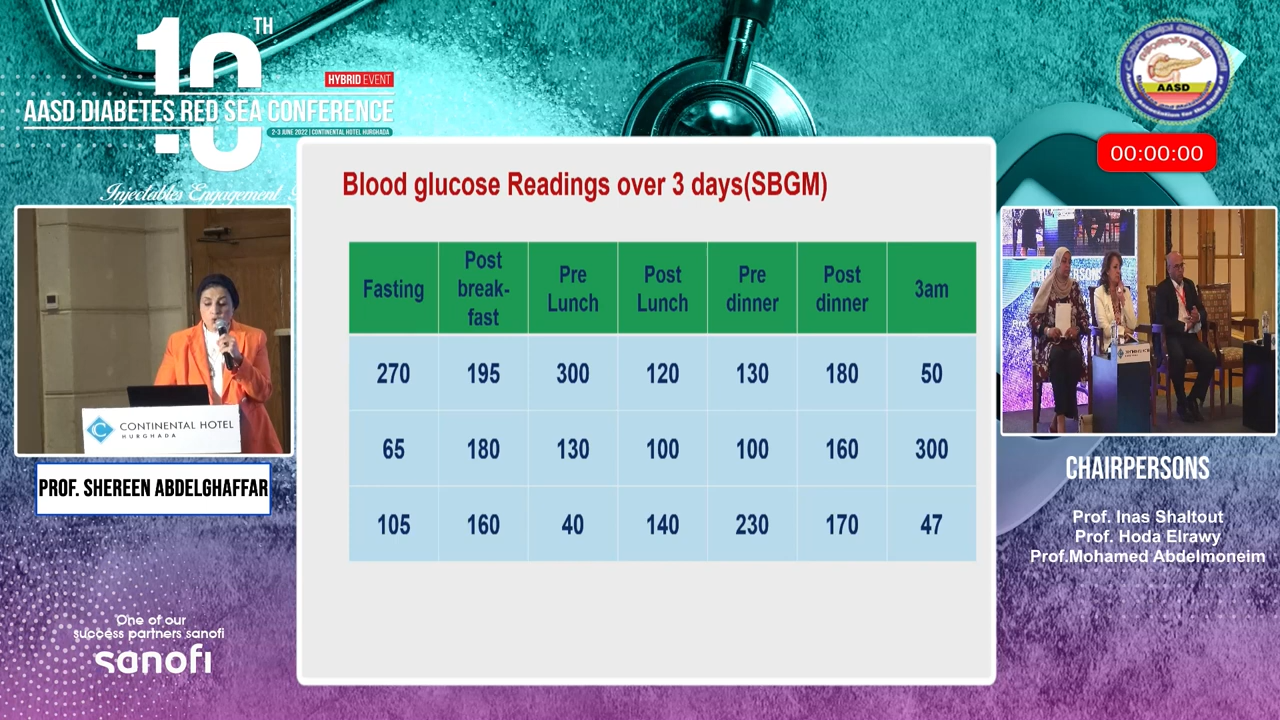 10TH
HYBRID EVENT
AASD DIABETES RED SEA CONFERENCE
2-3 JUNE 2022 | CONTINENTAL HOTEL HURGHADA
Injectables Engagement
AASD
00:00:00
Blood glucose Readings over 3 days(SBGM)
Fasting Post break-fast Pre Lunch Post Lunch Pre dinner Post dinner 3am
270 195 300 120 130 180 50
65 180 130 100 100 160 300
105 160 40 140 230 170 47
CONTINENTAL HOTEL
HURGHADA
PROF. SHEREEN ABDELGHAFFAR
CHAIRPERSONS
Prof. Inas Shaltout
Prof. Hoda Elrawy
Prof.Mohamed Abdelmoneim
One of our
success partners sanofi
sanofi